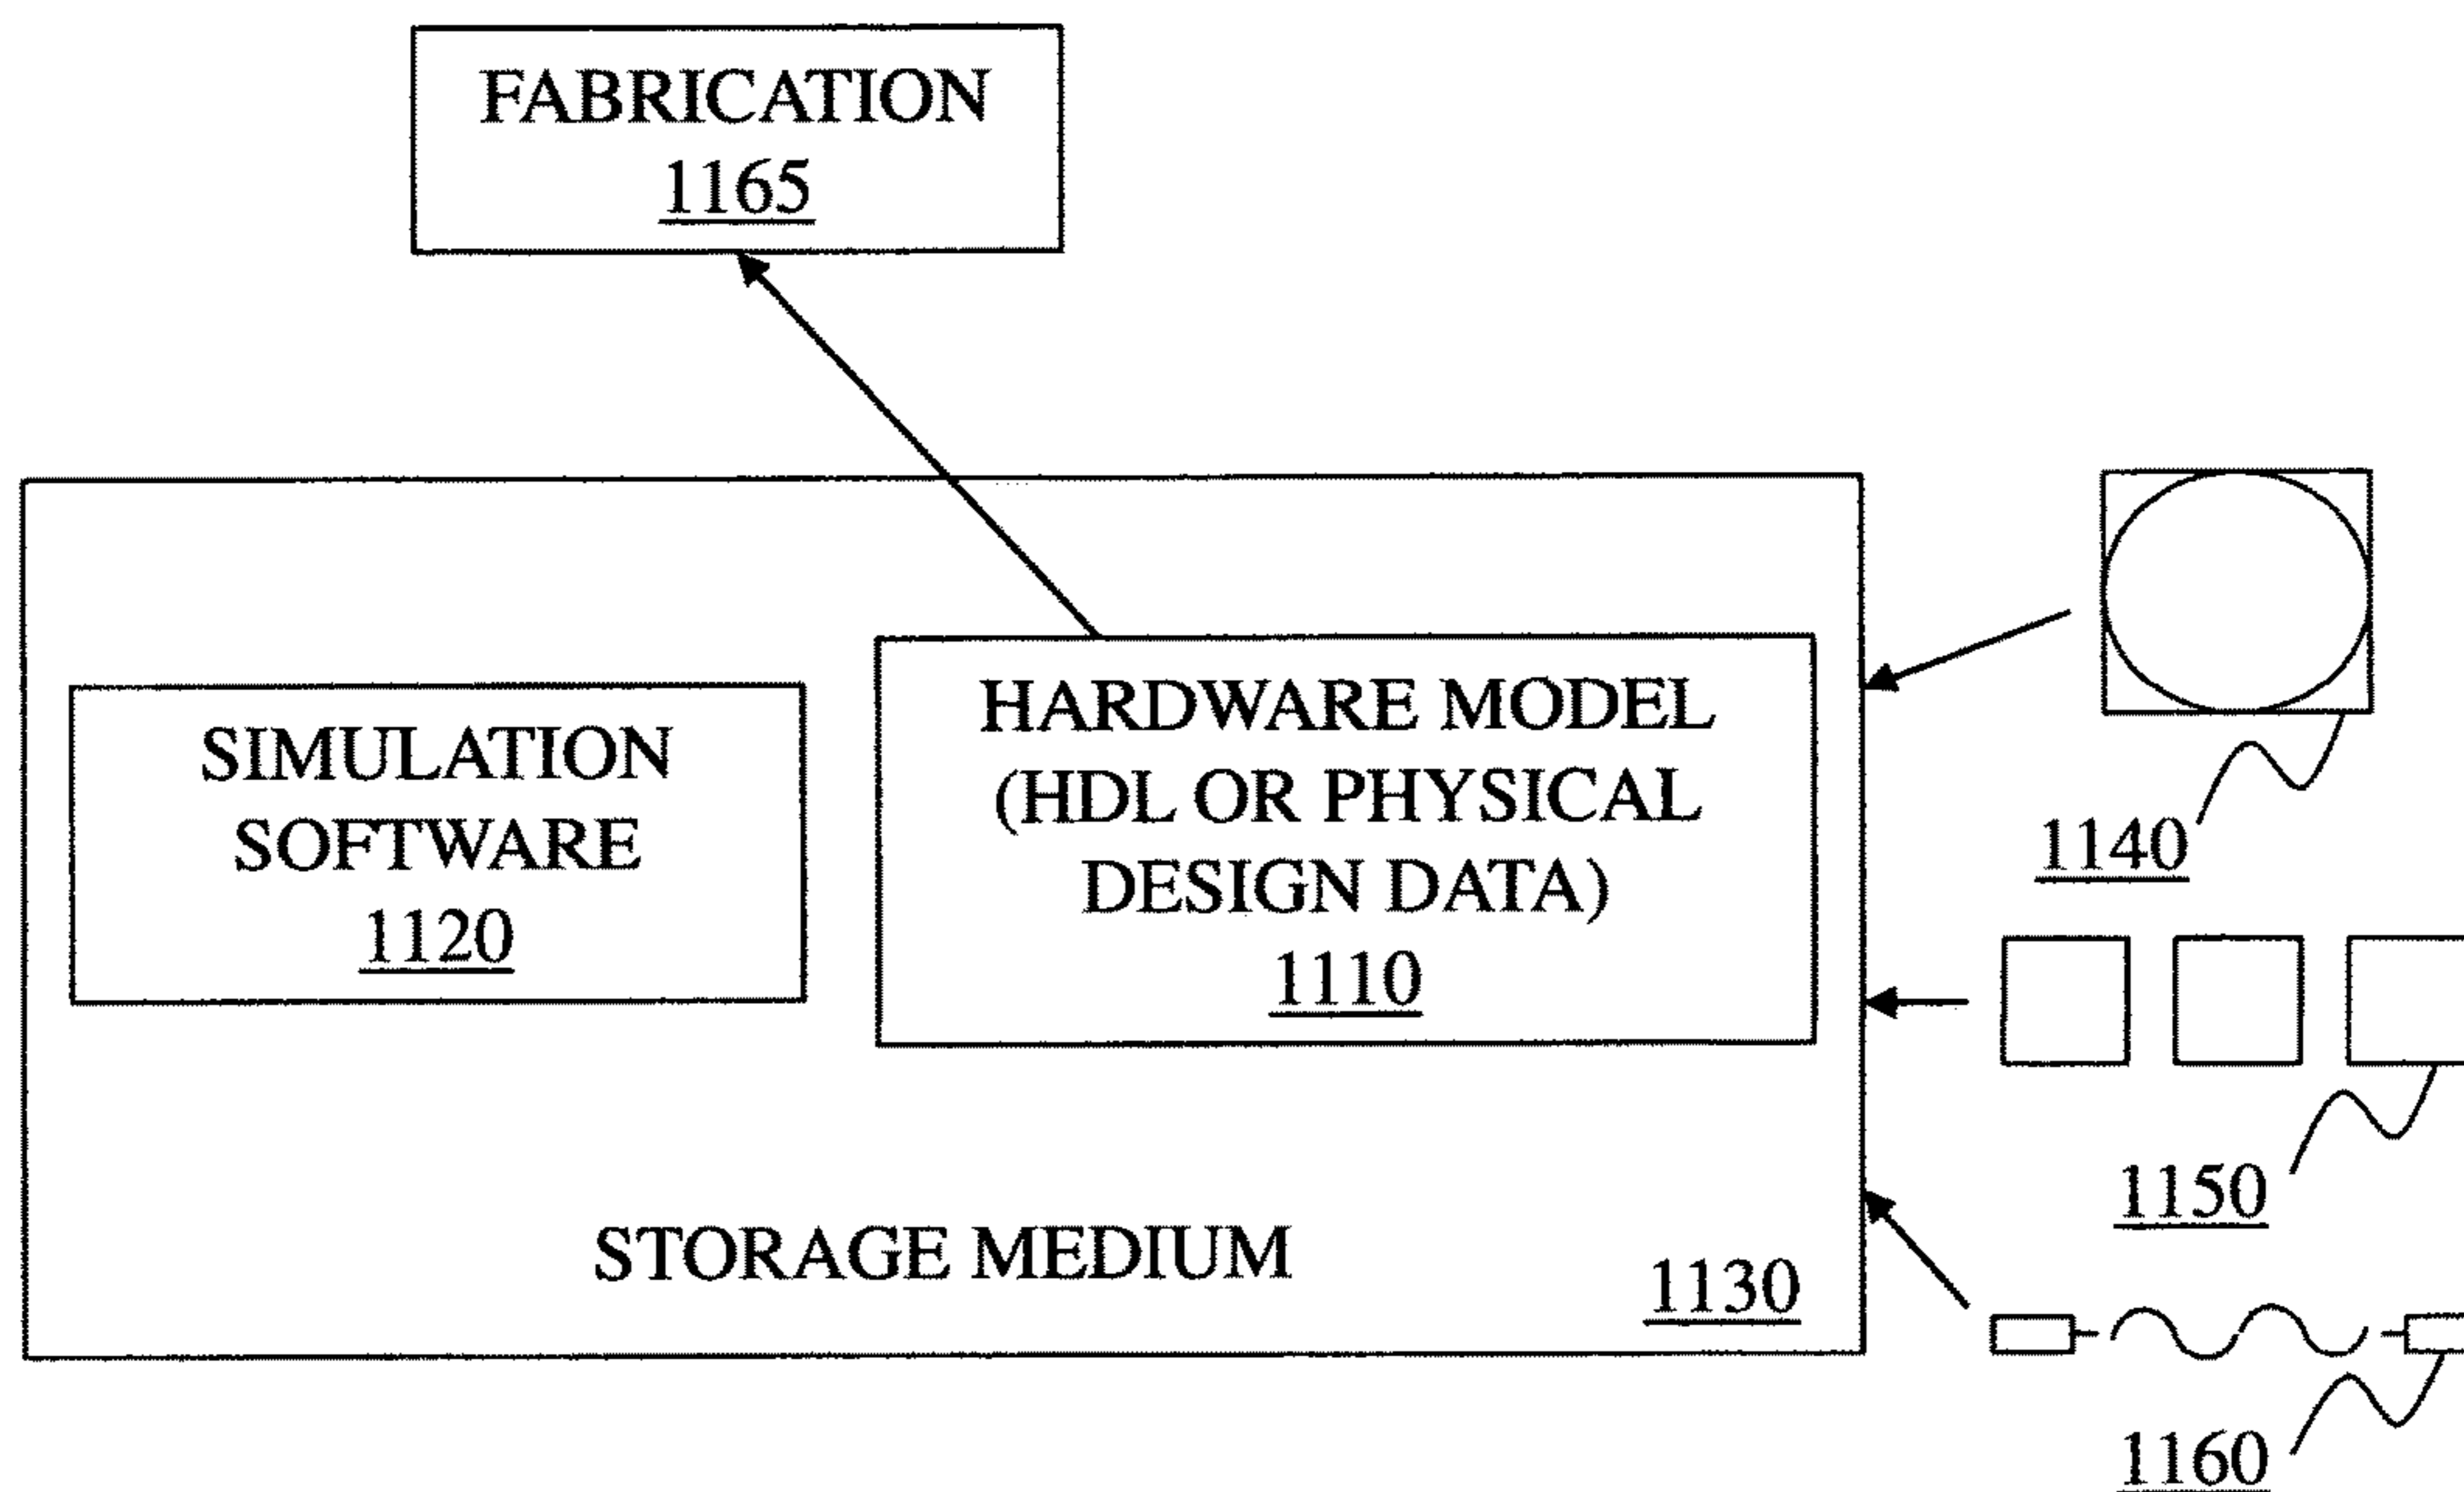 FABRICATION
1165
SIMULATION
SOFTWARE
1120
HARDWARE MODEL
(HDL OR PHYSICAL
DESIGN DATA)
1110
STORAGE MEDIUM
1130
1140
1150
1160